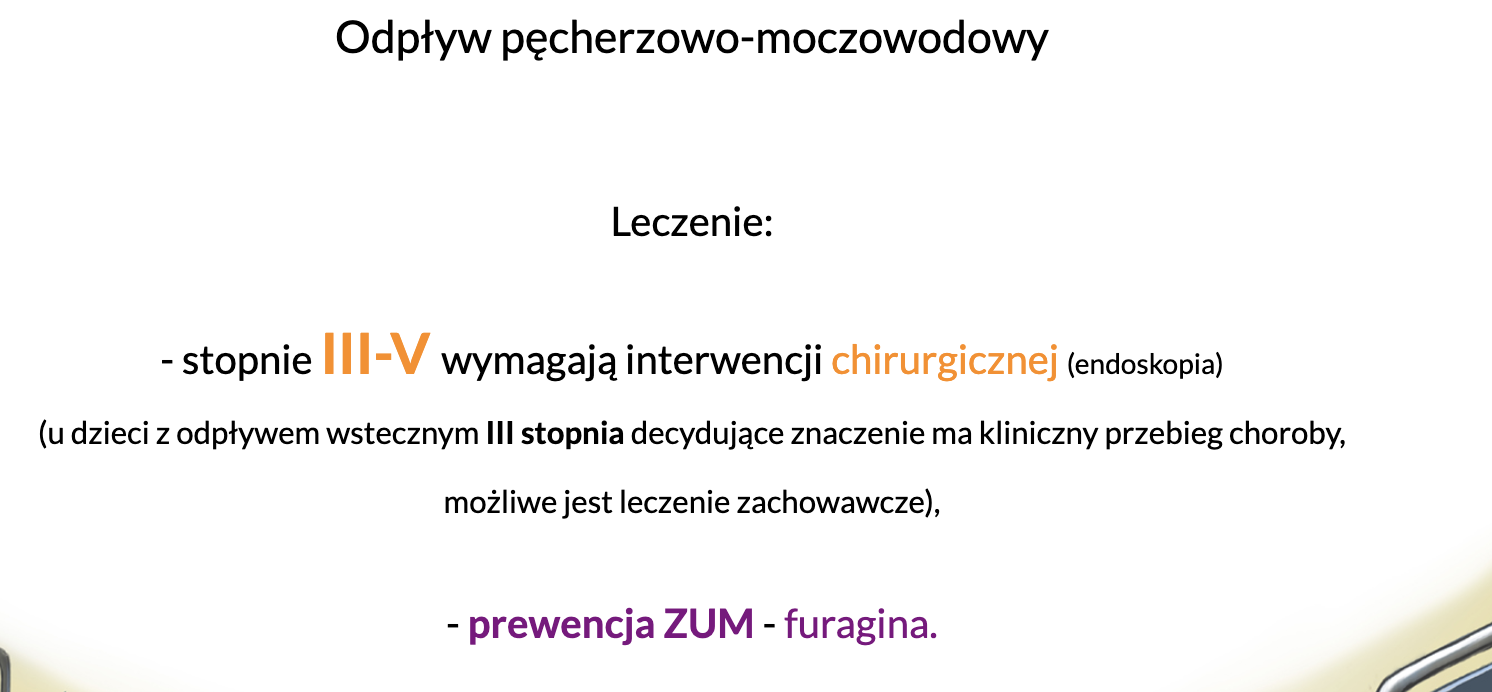 Odpływ pęcherzowo-moczowodowy
Leczenie:
- stopnie III-V wymagają interwencji chirurgicznej (endoskopia)
(u dzieci z odpływem wstecznym III stopnia decydujące znaczenie ma kliniczny przebieg choroby,
możliwe jest leczenie zachowawcze),
- prewencja ZUM - furagina.